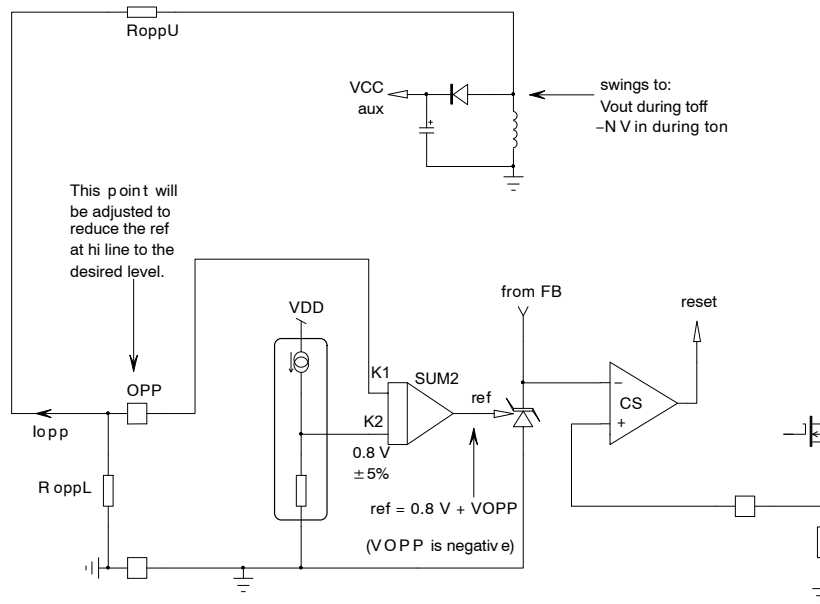 RoppU
VCC
aux
swings to:
Vout during toff
−N V in during ton
This point will
be adjusted to
reduce the ref
at hi line to the
desired level.
from FB
reset
VDD
OPP
K1
SUM2
ref
CS
−
+
K2
Iopp
0.8 V
±5%
R oppL
ref = 0.8 V + VOPP
(VOPP is negative)
+